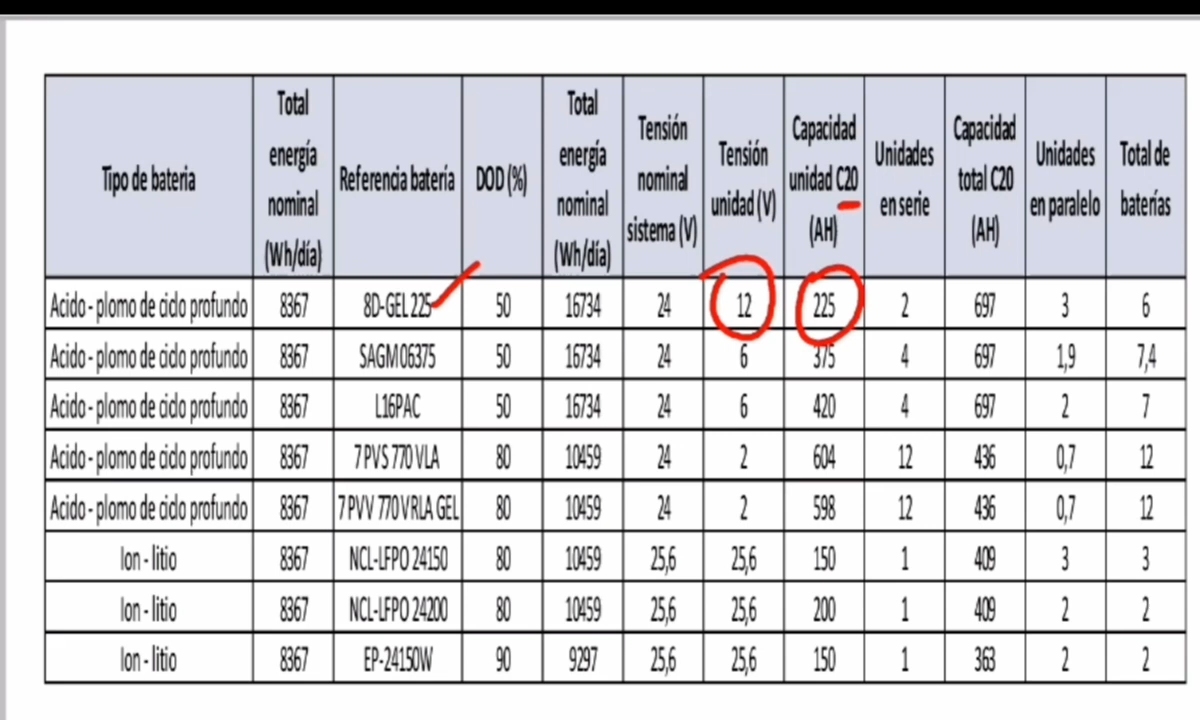 Tipo de bateria | Total energía nominal (Wh/día) | Referencia batería | DOD (%) | Total energía nominal (Wh/día) | Tensión nominal sistema (V) | Tensión unidad (V) | Capacidad unidad C20 (AH) | Unidades en serie | Capacidad total C20 (AH) | Unidades en paralelo | Total de baterías
Acido - plomo de ciclo profundo | 8367 | 8D-GEL 225 | 50 | 16734 | 24 | 12 | 225 | 2 | 697 | 3 | 6
Acido - plomo de ciclo profundo | 8367 | SAGM 06375 | 50 | 16734 | 24 | 6 | 375 | 4 | 697 | 1,9 | 7,4
Acido - plomo de ciclo profundo | 8367 | L16PAC | 50 | 16734 | 24 | 6 | 420 | 4 | 697 | 2 | 7
Acido - plomo de ciclo profundo | 8367 | 7 PVS 770 VLA | 80 | 10459 | 24 | 2 | 604 | 12 | 436 | 0,7 | 12
Acido - plomo de ciclo profundo | 8367 | 7 PVV 770 VRLA GEL | 80 | 10459 | 24 | 2 | 598 | 12 | 436 | 0,7 | 12
Ion - litio | 8367 | NCL-LFPO 24150 | 80 | 10459 | 25,6 | 25,6 | 150 | 1 | 409 | 3 | 3
Ion - litio | 8367 | NCL-LFPO 24200 | 80 | 10459 | 25,6 | 25,6 | 200 | 1 | 409 | 2 | 2
Ion - litio | 8367 | EP-24150W | 90 | 9297 | 25,6 | 25,6 | 150 | 1 | 363 | 2 | 2